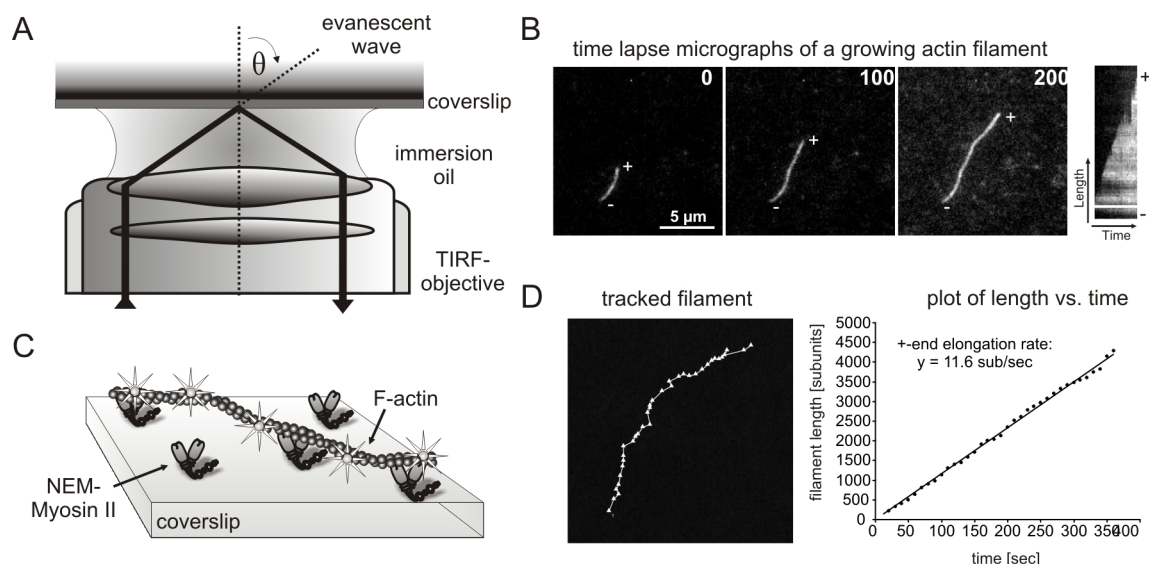 A
evanescent
wave
θ
coverslip
immersion
oil
TIRF-
objective
B
time lapse micrographs of a growing actin filament
0
100
200
+
-
5 µm
+
-
+
-
+
-
Length
Time
C
F-actin
NEM-
Myosin II
coverslip
D
tracked filament
plot of length vs. time
+-end elongation rate:
y = 11.6 sub/sec
filament length [subunits]
5000
4500
4000
3500
3000
2500
2000
1500
1000
500
0
0
50
100
150
200
250
300
350
400
time [sec]